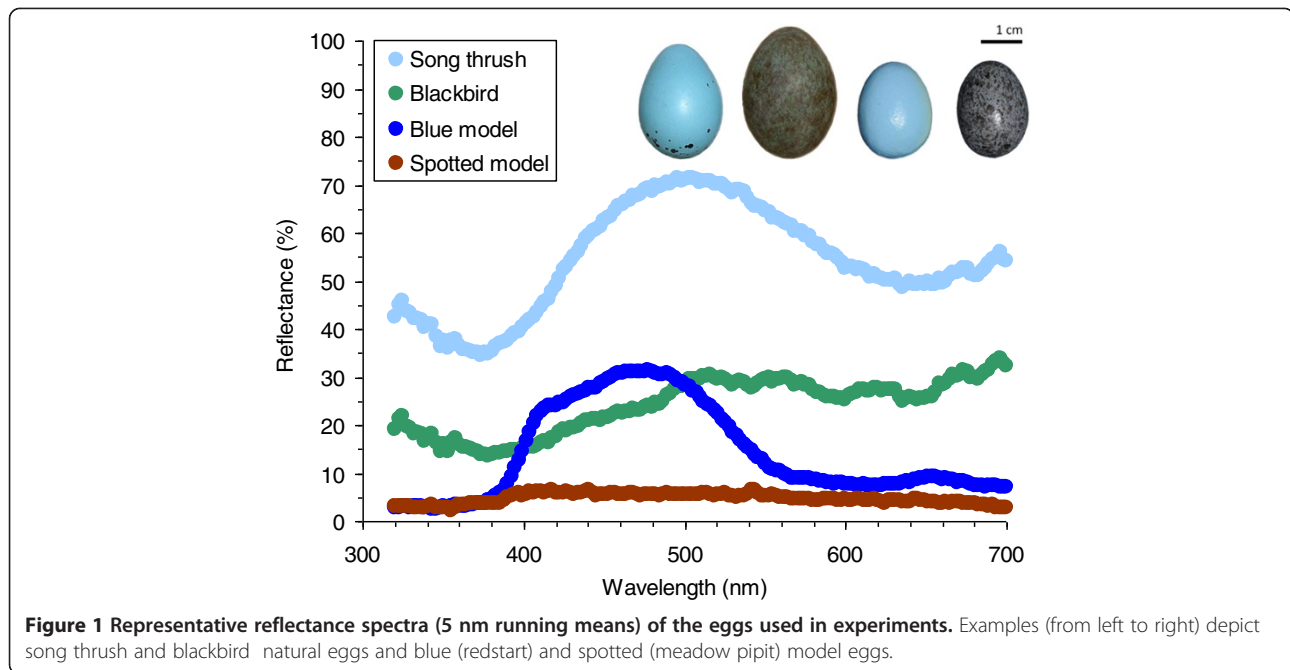 1 cm
100
90
80
70
60
50
40
30
20
10
0
Reflectance (%)
Song thrush
Blackbird
Blue model
Spotted model
300
400
500
600
700
Wavelength (nm)
Figure 1 Representative reflectance spectra (5 nm running means) of the eggs used in experiments. Examples (from left to right) depict
song thrush and blackbird natural eggs and blue (redstart) and spotted (meadow pipit) model eggs.